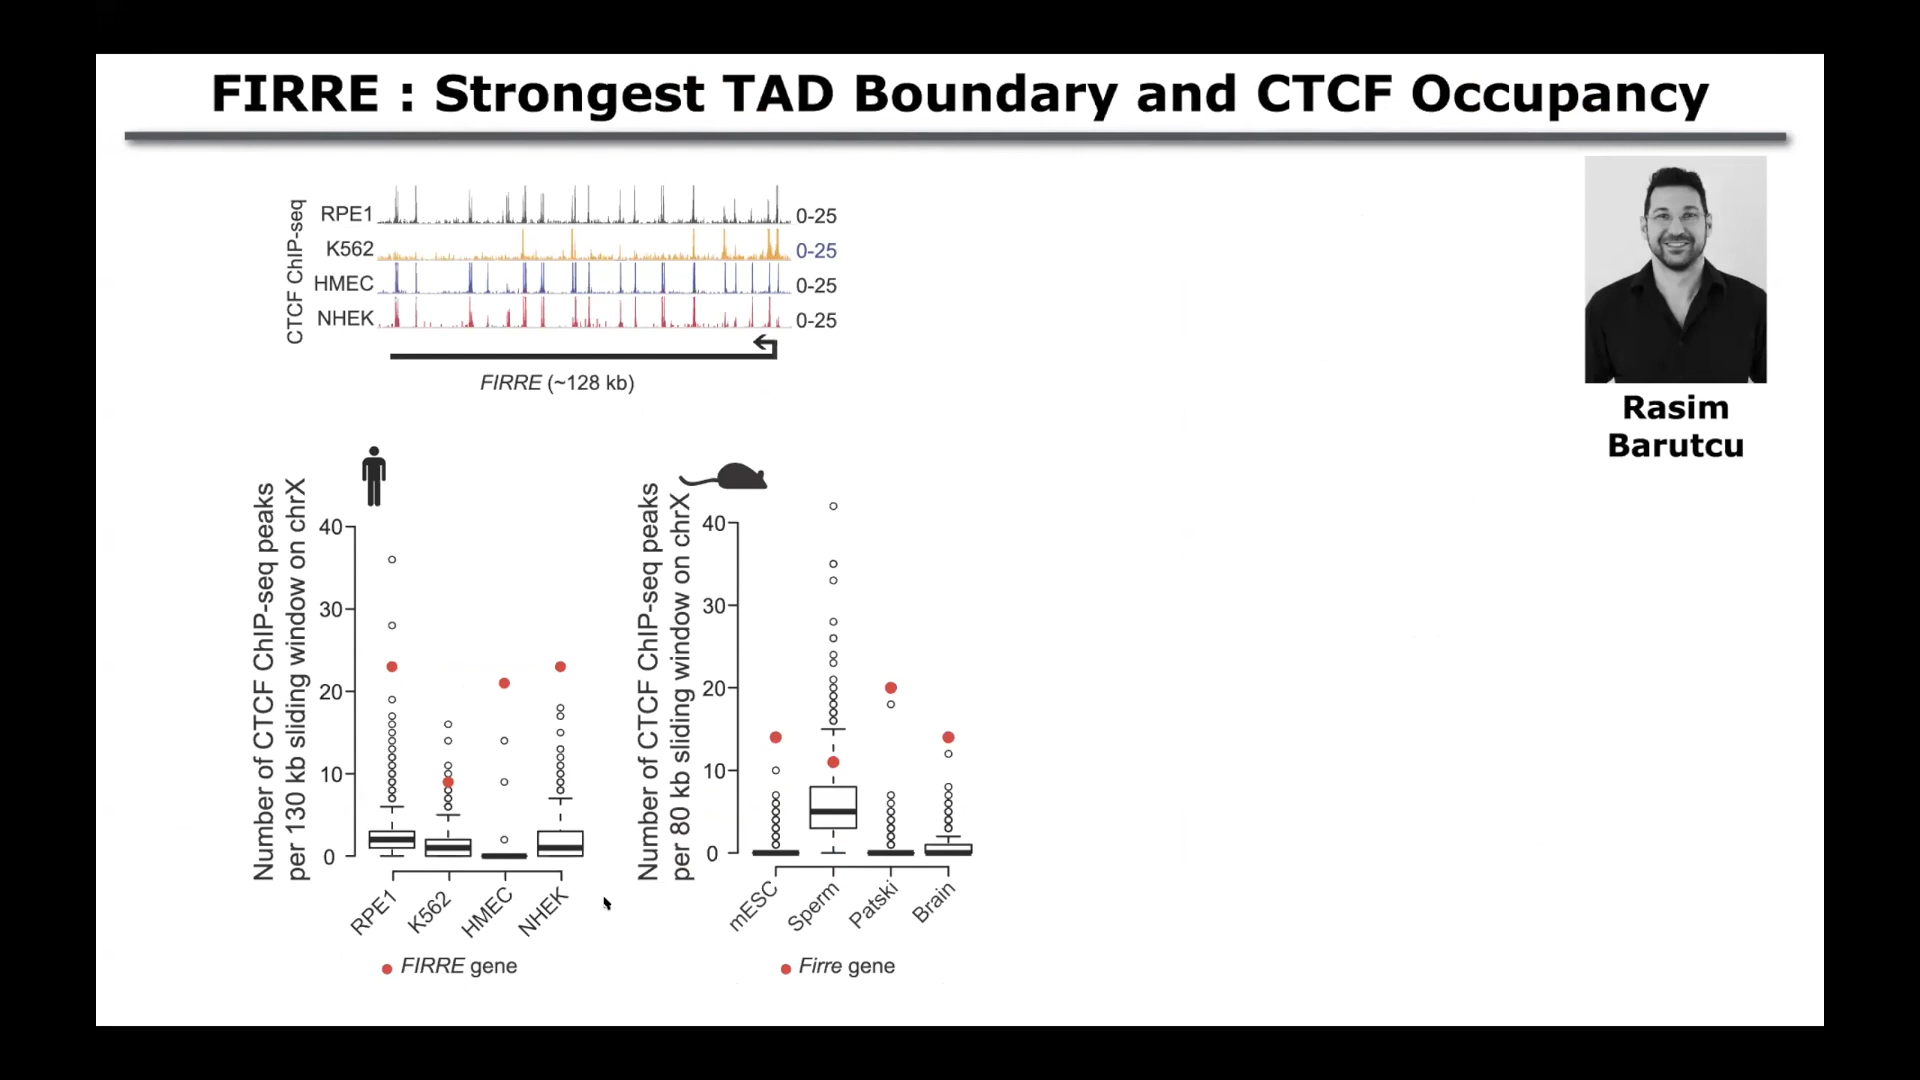 FIRRE : Strongest TAD Boundary and CTCF Occupancy
CTCF ChIP-seq
RPE1
0-25
K562
0-25
HMEC
0-25
NHEK
0-25
FIRRE (~128 kb)
Rasim
Barutcu
Number of CTCF ChIP-seq peaks
per 130 kb sliding window on chrX
40
30
20
10
0
RPE1
K562
HMEC
NHEK
FIRRE gene
Number of CTCF ChIP-seq peaks
per 80 kb sliding window on chrX
40
30
20
10
0
mESC
Sperm
Patski
Brain
Firre gene